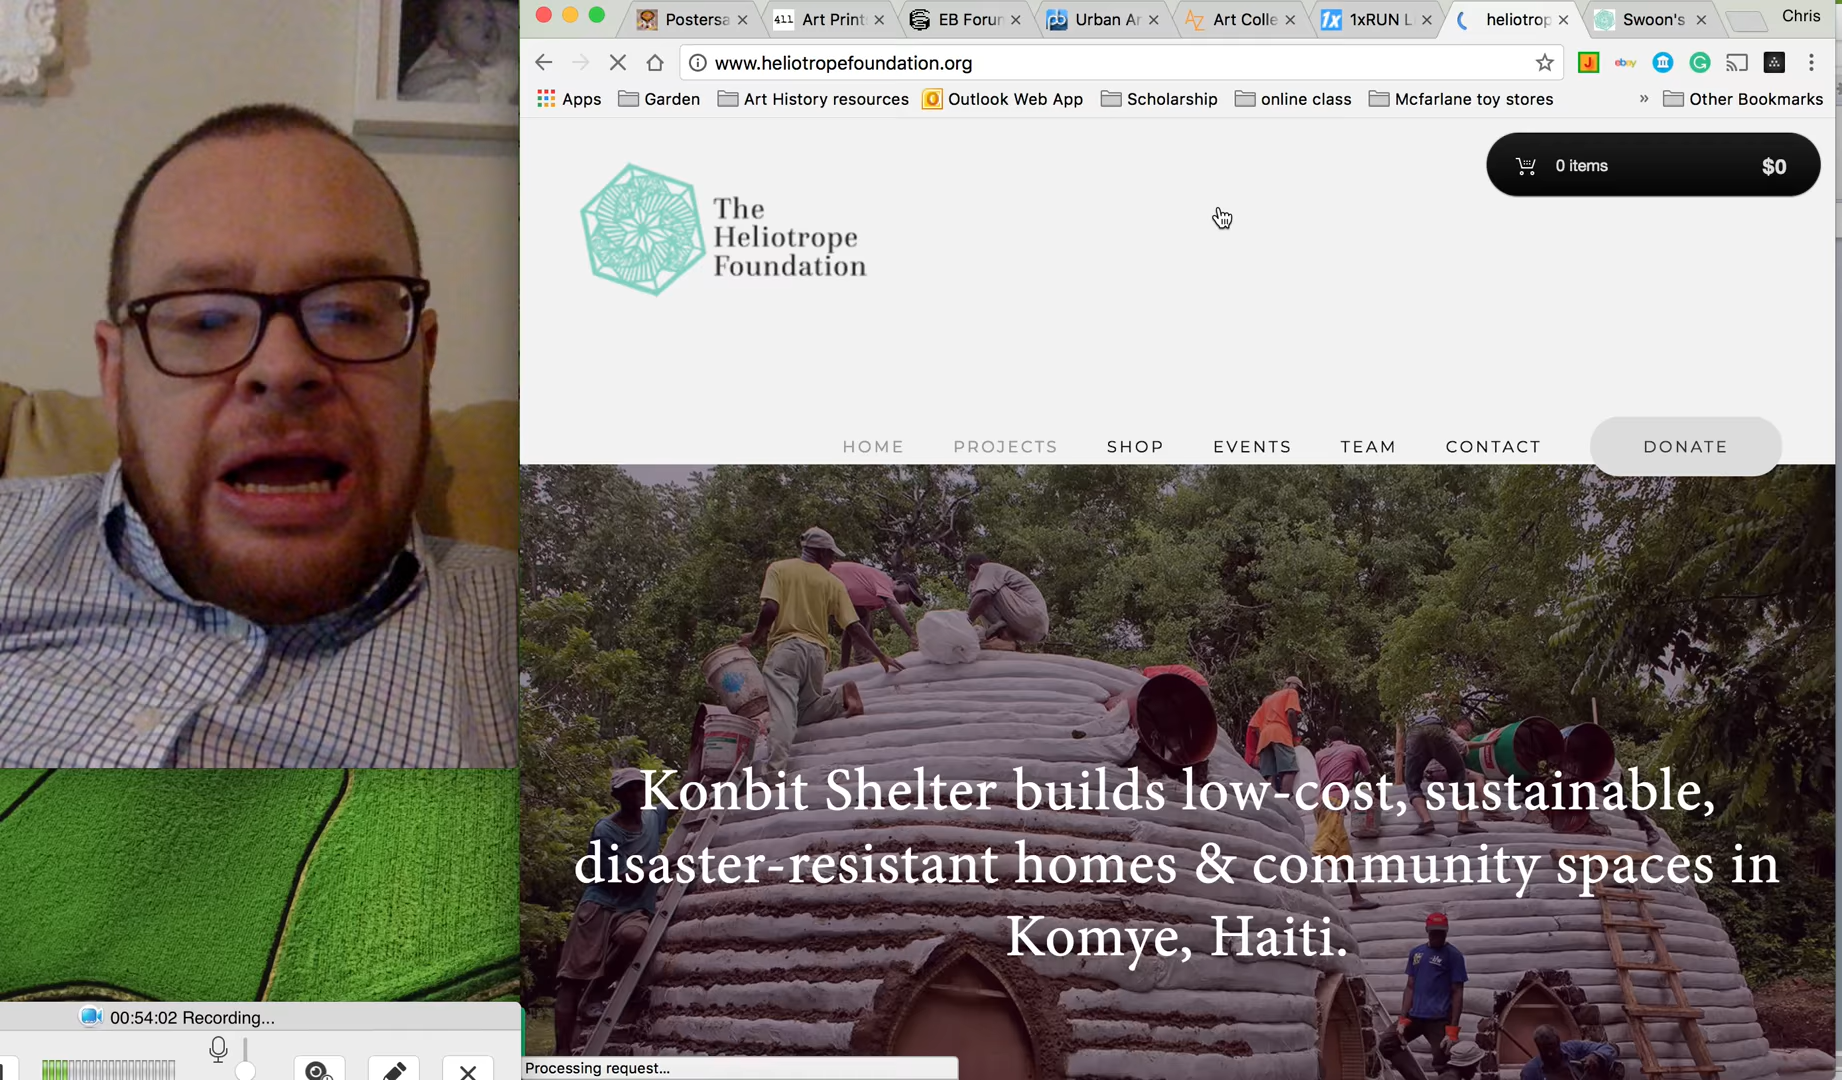 Postersa
Art Print
EB Forun
Urban Ar
Art Colle
1xRUN L
heliotrop
Swoon's
Chris
www.heliotropefoundation.org
Apps
Garden
Art History resources
Outlook Web App
Scholarship
online class
Mcfarlane toy stores
»
Other Bookmarks
0 items
$0
The
Heliotrope
Foundation
HOME
PROJECTS
SHOP
EVENTS
TEAM
CONTACT
DONATE
Konbit Shelter builds low-cost, sustainable,
disaster-resistant homes & community spaces in
Komye, Haiti.
00:54:02 Recording...
Processing request...